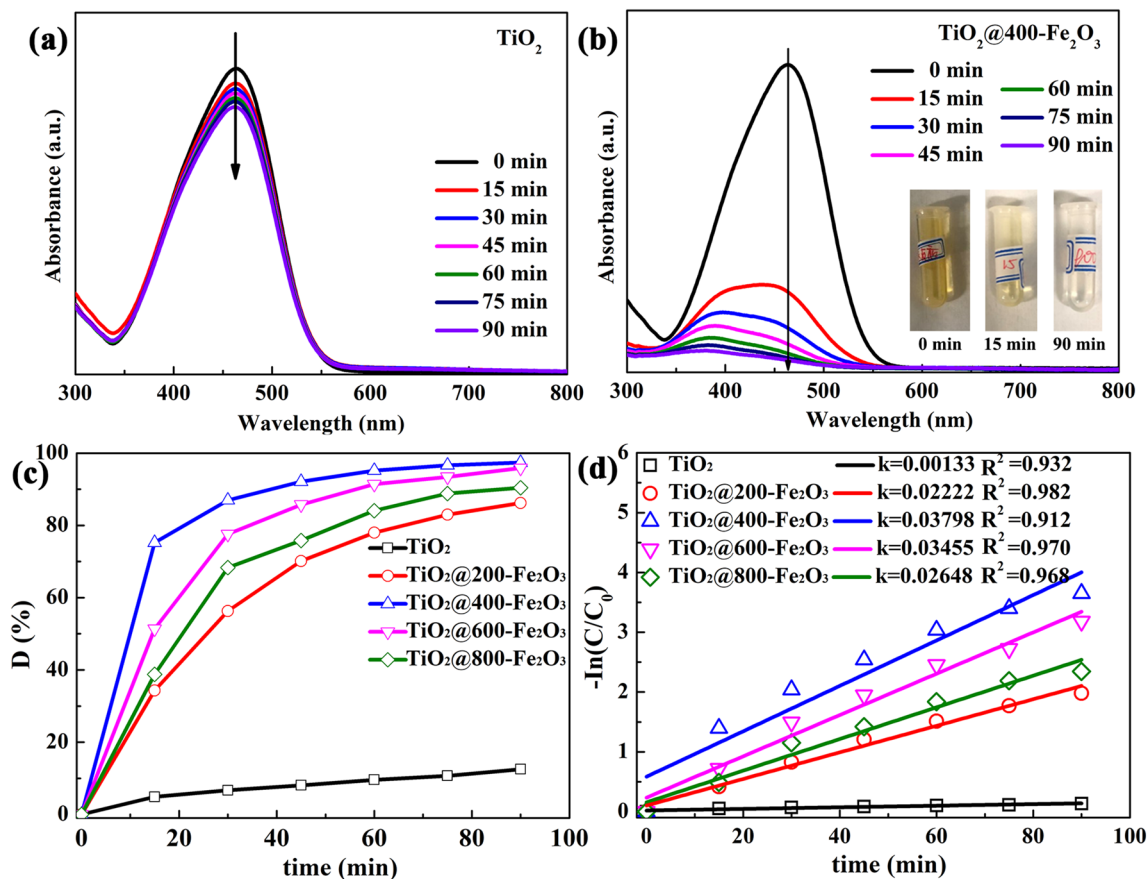 (a)
TiO2
Absorbance (a.u.)
0 min
15 min
30 min
45 min
60 min
75 min
90 min
300 400 500 600 700 800
Wavelength (nm)
(b)
TiO2@400-Fe2O3
Absorbance (a.u.)
0 min
15 min
30 min
45 min
60 min
75 min
90 min
15
0 min 15 min 90 min
300 400 500 600 700 800
Wavelength (nm)
(c)
D (%)
100
80
60
40
20
0
TiO2
TiO2@200-Fe2O3
TiO2@400-Fe2O3
TiO2@600-Fe2O3
TiO2@800-Fe2O3
0 20 40 60 80 100
time (min)
(d)
-In(C/C0)
6
5
4
3
2
1
0
TiO2 k=0.00133 R2=0.932
TiO2@200-Fe2O3 k=0.02222 R2=0.982
TiO2@400-Fe2O3 k=0.03798 R2=0.912
TiO2@600-Fe2O3 k=0.03455 R2=0.970
TiO2@800-Fe2O3 k=0.02648 R2=0.968
0 20 40 60 80 100
time (min)